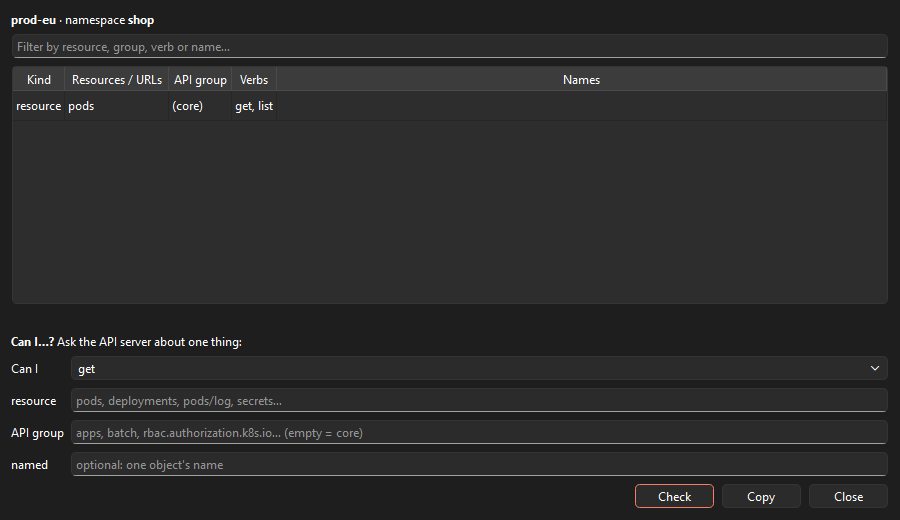 prod-eu · namespace shop
Filter by resource, group, verb or name...
Kind Resources / URLs API group Verbs Names
resource pods (core) get, list
Can I...? Ask the API server about one thing:
Can I get
resource pods, deployments, pods/log, secrets...
API group apps, batch, rbac.authorization.k8s.io... (empty = core)
named optional: one object's name
Check Copy Close